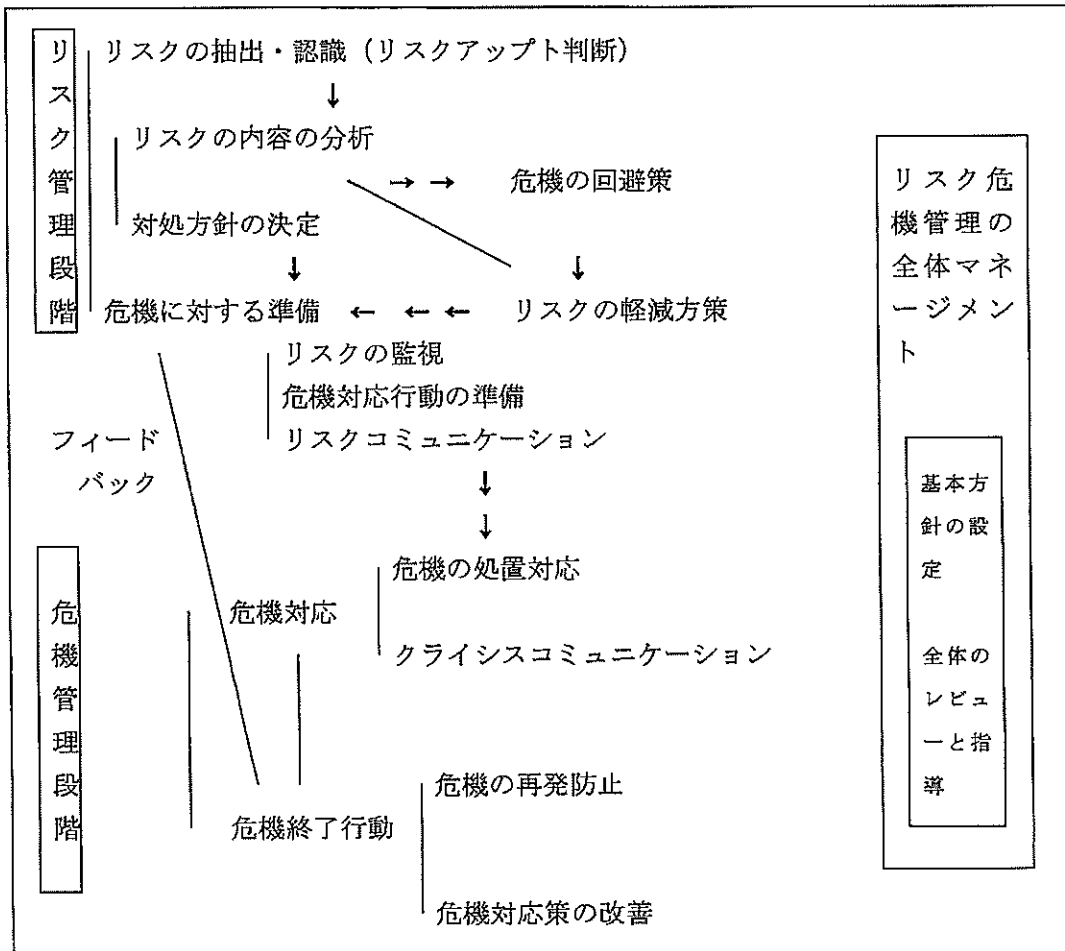 リスク管理段階
リスクの抽出・認識（リスクアップト判断）
↓
リスクの内容の分析
→ → 危機の回避策
対処方針の決定
↓ ↓
危機に対する準備 ← ← ← リスクの軽減方策
リスクの監視
危機対応行動の準備
リスクコミュニケーション
フィード
バック
↓
↓
危機管理段階
危機の処置対応
危機対応
クライシスコミュニケーション
危機の再発防止
危機終了行動
危機対応策の改善
リスク危
機管理の
全体マネ
ージメン
ト
基本方
針の設
定
全体の
レビュ
ーと指
導